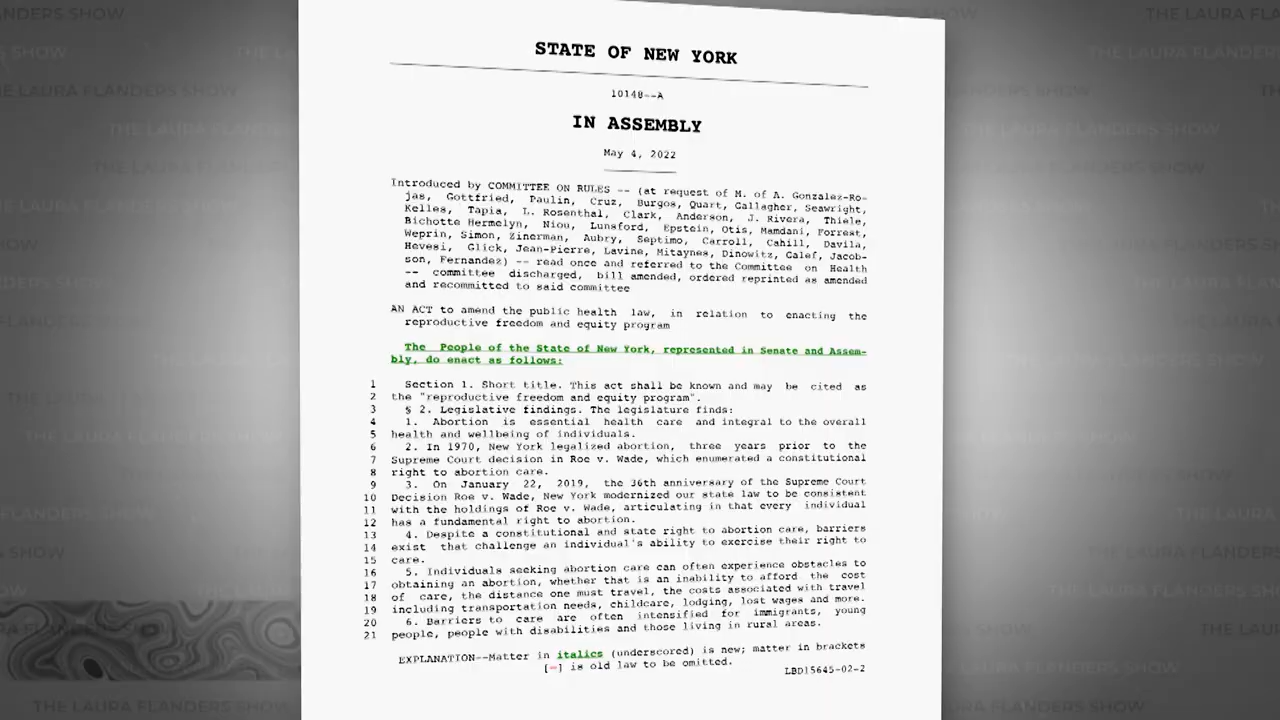 STATE OF NEW YORK
10148--A
IN ASSEMBLY
May 4, 2022
Introduced by COMMITTEE ON RULES -- (at request of M. of A. Gonzalez-Ro-
jas, Gottfried, Paulin, Cruz, Burgos, Quart, Gallagher, Seawright,
Kelles, Tapia, L. Rosenthal, Clark, Anderson, J. Rivera, Thiele,
Bichotte Hermelyn, Niou, Lunsford, Epstein, Otis, Mamdani, Forrest,
Weprin, Simon, Zinerman, Aubry, Septimo, Carroll, Cahill, Davila,
Hevesi, Glick, Jean-Pierre, Lavine, Mitaynes, Dinowitz, Galef, Jacob-
son, Fernandez) -- read once and referred to the Committee on Health
-- committee discharged, bill amended, ordered reprinted as amended
and recommitted to said committee
AN ACT to amend the public health law, in relation to enacting the
reproductive freedom and equity program
The People of the State of New York, represented in Senate and Assem-
bly, do enact as follows:
1 Section 1. Short title. This act shall be known and may be cited as
2 the "reproductive freedom and equity program".
3 § 2. Legislative findings. The legislature finds:
4 1. Abortion is essential health care and integral to the overall
5 health and wellbeing of individuals.
6 2. In 1970, New York legalized abortion, three years prior to the
7 Supreme Court decision in Roe v. Wade, which enumerated a constitutional
8 right to abortion care.
9 3. On January 22, 2019, the 36th anniversary of the Supreme Court
10 Decision Roe v. Wade, New York modernized our state law to be consistent
11 with the holdings of Roe v. Wade, articulating in that every individual
12 has a fundamental right to abortion.
13 4. Despite a constitutional and state right to abortion care, barriers
14 exist that challenge an individual's ability to exercise their right to
15 care.
16 5. Individuals seeking abortion care can often experience obstacles to
17 obtaining an abortion, whether that is an inability to afford the cost
18 of care, the distance one must travel, the costs associated with travel
19 including transportation needs, childcare, lodging, lost wages and more.
20 6. Barriers to care are often intensified for immigrants, young
21 people, people with disabilities and those living in rural areas.
EXPLANATION--Matter in italics (underscored) is new; matter in brackets
[-] is old law to be omitted.
LBD15645-02-2
THE LAURA FLANDERS SHOW